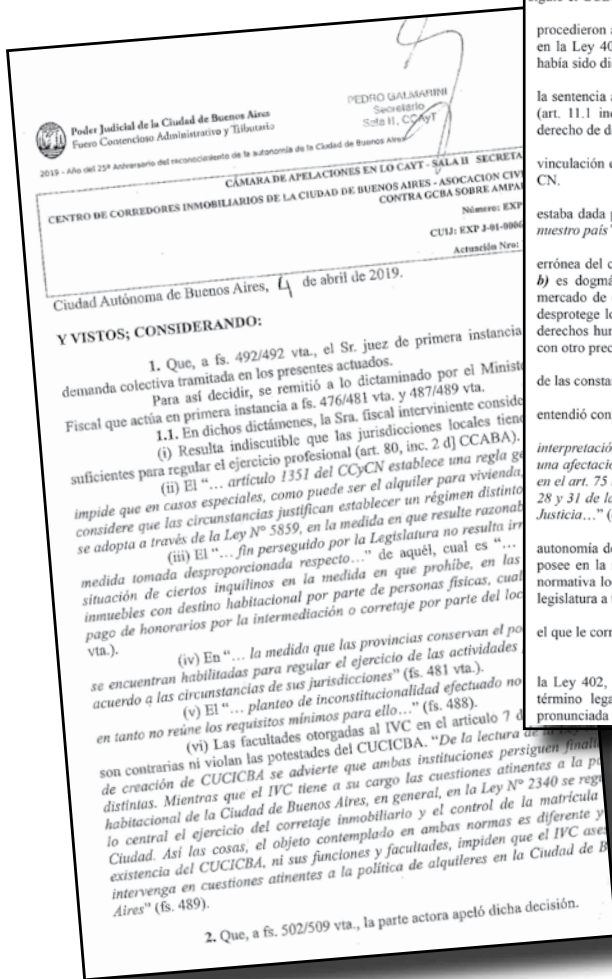 PEDRO GALMARINI
Secretario
Sala II, CCAyT
Poder Judicial de la Ciudad de Buenos Aires
Fuero Contencioso Administrativo y Tributario
2019 - Año del 25º Aniversario del reconocimiento de la autonomía de la Ciudad de Buenos Aires
CÁMARA DE APELACIONES EN LO CAYT - SALA II SECRETA
CENTRO DE CORREDORES INMOBILIARIOS DE LA CIUDAD DE BUENOS AIRES - ASOCACION CIV
CONTRA GCBA SOBRE AMPA
Número: EXP
CUIJ: EXP J-01-0006
Actuación Nro:
Ciudad Autónoma de Buenos Aires, 4 de abril de 2019.
Y VISTOS; CONSIDERANDO:
1. Que, a fs. 492/492 vta., el Sr. juez de primera instancia
demanda colectiva tramitada en los presentes actuados.
Para así decidir, se remitió a lo dictaminado por el Ministe
Fiscal que actúa en primera instancia a fs. 476/481 vta. y 487/489 vta.
1.1. En dichos dictámenes, la Sra. fiscal interviniente conside
(i) Resulta indiscutible que las jurisdicciones locales tiene
suficientes para regular el ejercicio profesional (art. 80, inc. 2 d] CCABA).
(ii) El “… artículo 1351 del CCyCN establece una regla ge
impide que en casos especiales, como puede ser el alquiler para vivienda,
considere que las circunstancias justifican establecer un régimen distinto
se adopta a través de la Ley Nº 5859, en la medida en que resulte razonab
(iii) El “…fin perseguido por la Legislatura no resulta irr
medida tomada desproporcionada respecto…” de aquél, cual es “…
situación de ciertos inquilinos en la medida en que prohíbe, en las
inmuebles con destino habitacional por parte de personas físicas, cual
pago de honorarios por la intermediación o corretaje por parte del loc
vta.).
(iv) En “… la medida que las provincias conservan el po
se encuentran habilitadas para regular el ejercicio de las actividades
acuerdo a las circunstancias de sus jurisdicciones” (fs. 481 vta.).
(v) El “… planteo de inconstitucionalidad efectuado no
en tanto no reúne los requisitos mínimos para ello…” (fs. 488).
(vi) Las facultades otorgadas al IVC en el artículo 7 d
son contrarias ni violan las potestades del CUCICBA. “De la lectura de la
de creación de CUCICBA se advierte que ambas instituciones persiguen finali
distintas. Mientras que el IVC tiene a su cargo las cuestiones atinentes a la po
habitacional de la Ciudad de Buenos Aires, en general, en la Ley Nº 2340 se reg
lo central el ejercicio del corretaje inmobiliario y el control de la matrícula
Ciudad. Así las cosas, el objeto contemplado en ambas normas es diferente y
existencia del CUCICBA, ni sus funciones y facultades, impiden que el IVC ases
intervenga en cuestiones atinentes a la política de alquileres en la Ciudad de B
Aires” (fs. 489).
2. Que, a fs. 502/509 vta., la parte actora apeló dicha decisión.
procedieron a
en la Ley 40
había sido di
la sentencia a
(art. 11.1 in
derecho de d
vinculación
CN.
estaba dada p
nuestro país”
errónea del c
b) es dogmá
mercado de
desprotege lo
derechos hum
con otro prec
de las consta
entendió con
interpretació
una afectació
en el art. 75
28 y 31 de la
Justicia…” (
autonomía de
posee en la
normativa lo
legislatura a
el que le corr
la Ley 402,
término lega
pronunciada